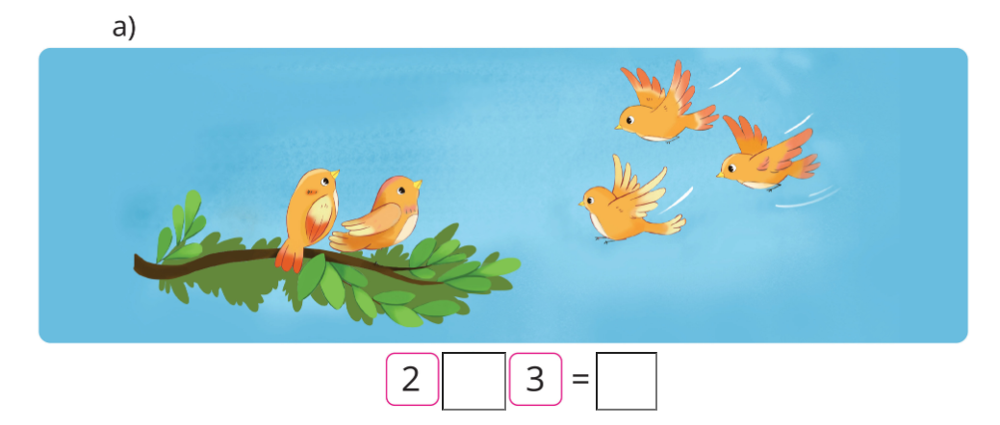 a)
2 3 =